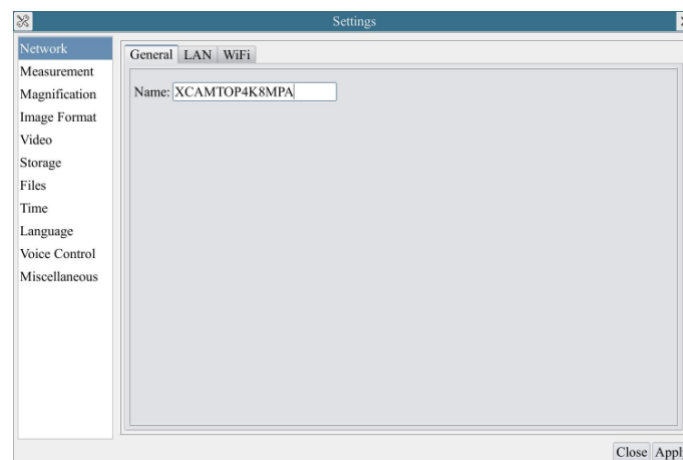 Settings
Network
Measurement
Magnification
Image Format
Video
Storage
Files
Time
Language
Voice Control
Miscellaneous
General LAN WiFi
Name: XCAMTOP4K8MPA
Close Appl